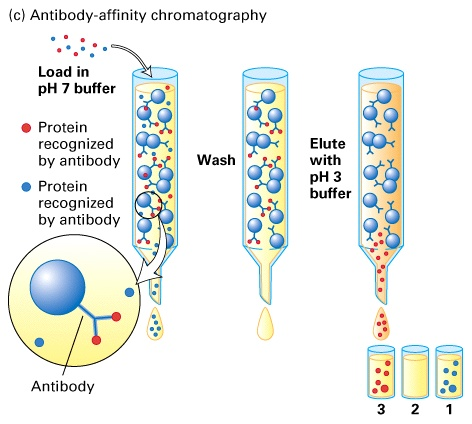 (c) Antibody-affinity chromatography
Load in
pH 7 buffer
Protein
recognized
by antibody
Protein
recognized
by antibody
Wash
Elute
with
pH 3
buffer
Antibody
3 2 1